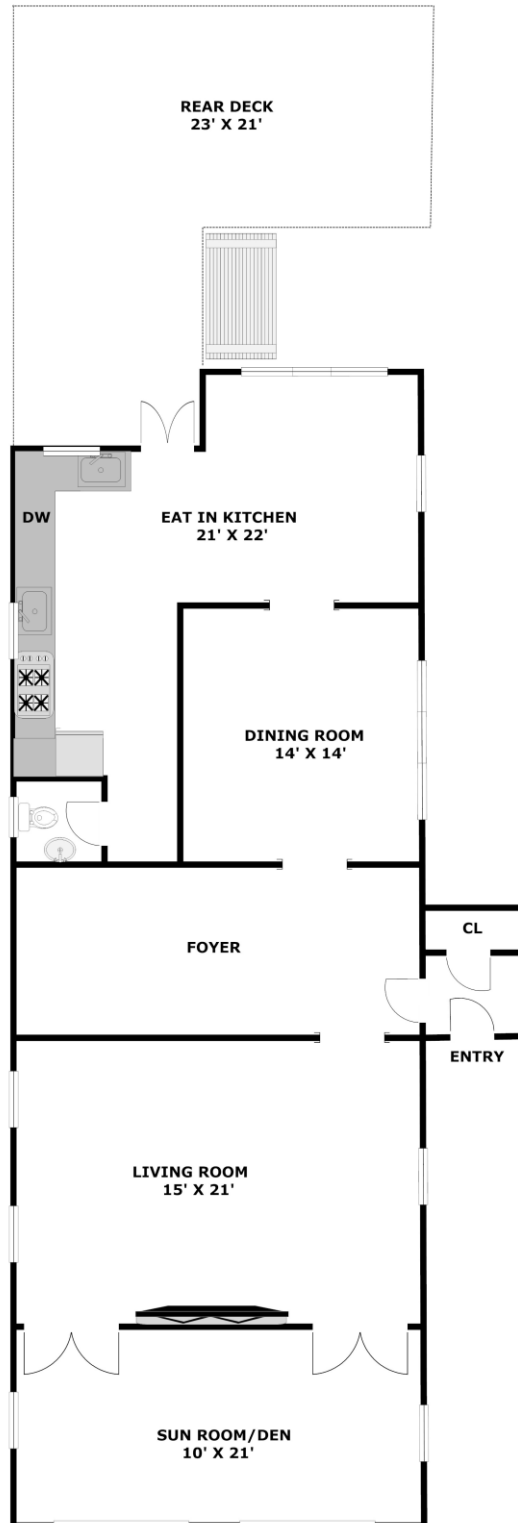 REAR DECK
23' X 21'
DW
EAT IN KITCHEN
21' X 22'
DINING ROOM
14' X 14'
CL
FOYER
ENTRY
LIVING ROOM
15' X 21'
SUN ROOM/DEN
10' X 21'